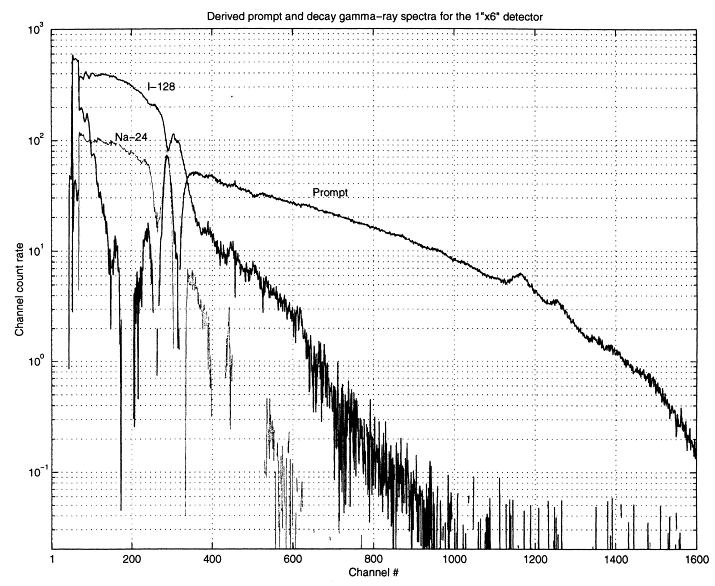 Derived prompt and decay gamma-ray spectra for the 1"x6" detector
10³
10²
10¹
10⁰
10⁻¹
Channel count rate
I-128
Na-24
Prompt
1 200 400 600 800 1000 1200 1400 1600
Channel #